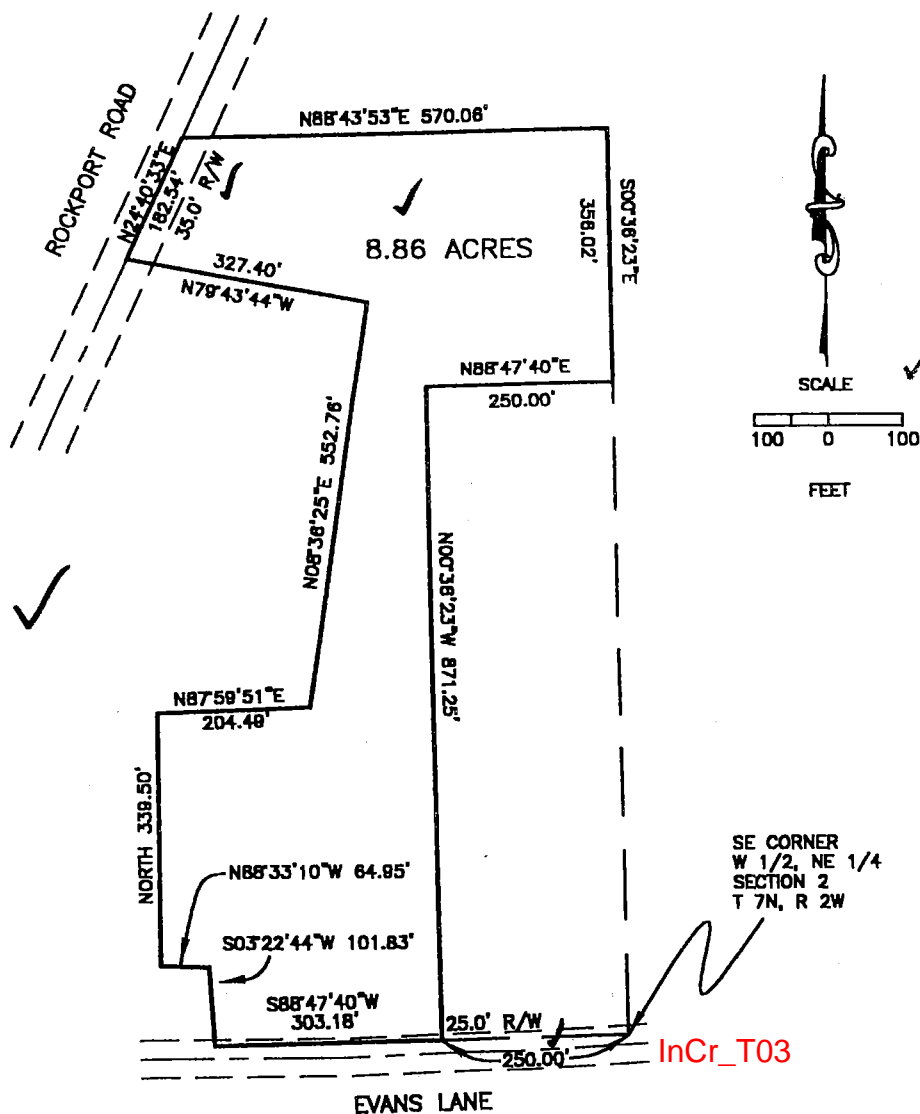 ROCKPORT ROAD
N88°43'53"E 570.06'
N24°40'33"E
182.54'
35.0' R/W
8.86 ACRES
S00°36'23"E
356.02'
327.40'
N79°43'44"W
N88°47'40"E
250.00'
SCALE
100 0 100
FEET
N08°36'25"E 552.76'
N00°36'23"W 871.25'
N87°59'51"E
204.49'
NORTH 339.50'
N88°33'10"W 64.95'
S03°22'44"W 101.83'
S88°47'40"W
303.18'
25.0' R/W
250.00'
SE CORNER
W 1/2, NE 1/4
SECTION 2
T 7N, R 2W
InCr_T03
EVANS LANE